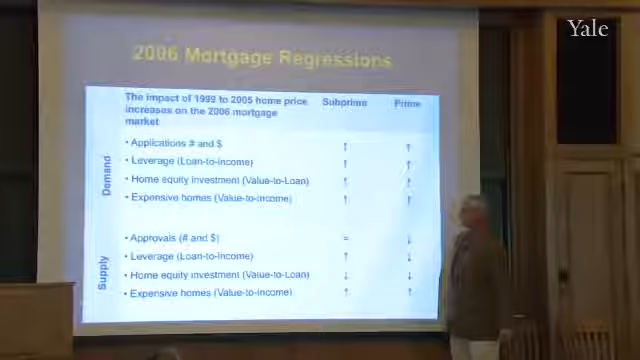 Yale
2006 Mortgage Regressions
The impact of 1999 to 2005 home price
increases on the 2006 mortgage
market
Subprime
Prime
Demand
• Applications # and $ ↑ ↑
• Leverage (Loan-to-Income) ↑ ↑
• Home equity investment (Value-to-Loan) ↑ ↑
• Expensive homes (Value-to-Income) ↑ ↑
Supply
• Approvals (# and $) = ↓
• Leverage (Loan-to-Income) ↑ ↓
• Home equity investment (Value-to-Loan) ↓ ↓
• Expensive homes (Value-to-Income) ↑ ↑